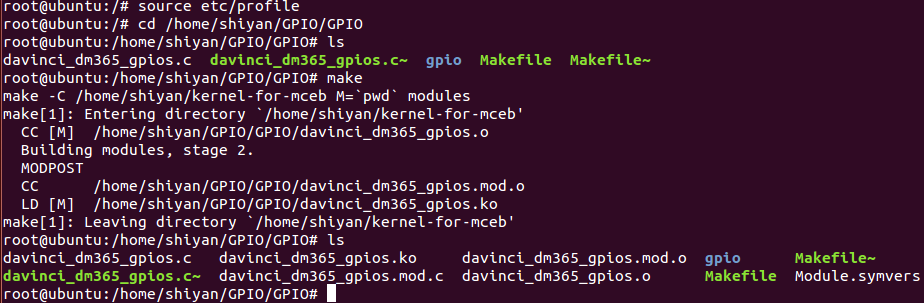 root@ubuntu:/# source etc/profile
root@ubuntu:/# cd /home/shiyan/GPIO/GPIO
root@ubuntu:/home/shiyan/GPIO/GPIO# ls
davinci_dm365_gpios.c  davinci_dm365_gpios.c~  gpio  Makefile  Makefile~
root@ubuntu:/home/shiyan/GPIO/GPIO# make
make -C /home/shiyan/kernel-for-mceb M=`pwd` modules
make[1]: Entering directory `/home/shiyan/kernel-for-mceb'
  CC [M]  /home/shiyan/GPIO/GPIO/davinci_dm365_gpios.o
  Building modules, stage 2.
  MODPOST
  CC      /home/shiyan/GPIO/GPIO/davinci_dm365_gpios.mod.o
  LD [M]  /home/shiyan/GPIO/GPIO/davinci_dm365_gpios.ko
make[1]: Leaving directory `/home/shiyan/kernel-for-mceb'
root@ubuntu:/home/shiyan/GPIO/GPIO# ls
davinci_dm365_gpios.c   davinci_dm365_gpios.ko     davinci_dm365_gpios.mod.o  gpio      Makefile~
davinci_dm365_gpios.c~  davinci_dm365_gpios.mod.c  davinci_dm365_gpios.o      Makefile  Module.symvers
root@ubuntu:/home/shiyan/GPIO/GPIO#